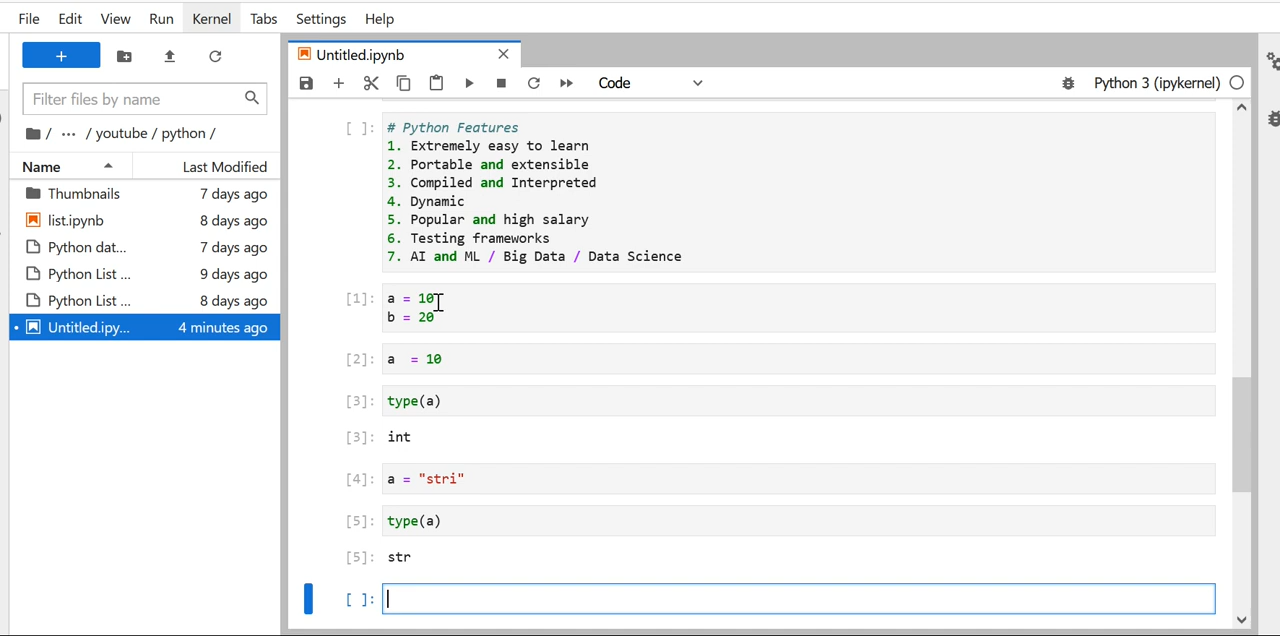 File Edit View Run Kernel Tabs Settings Help
+
Filter files by name
/ ··· / youtube / python /
Name Last Modified
Thumbnails 7 days ago
list.ipynb 8 days ago
Python dat... 7 days ago
Python List ... 9 days ago
Python List ... 8 days ago
Untitled.ipy... 4 minutes ago
Untitled.ipynb
Code
Python 3 (ipykernel)
[ ]: # Python Features
1. Extremely easy to learn
2. Portable and extensible
3. Compiled and Interpreted
4. Dynamic
5. Popular and high salary
6. Testing frameworks
7. AI and ML / Big Data / Data Science
[1]: a = 10
b = 20
[2]: a  = 10
[3]: type(a)
[3]: int
[4]: a = "stri"
[5]: type(a)
[5]: str
[ ]: